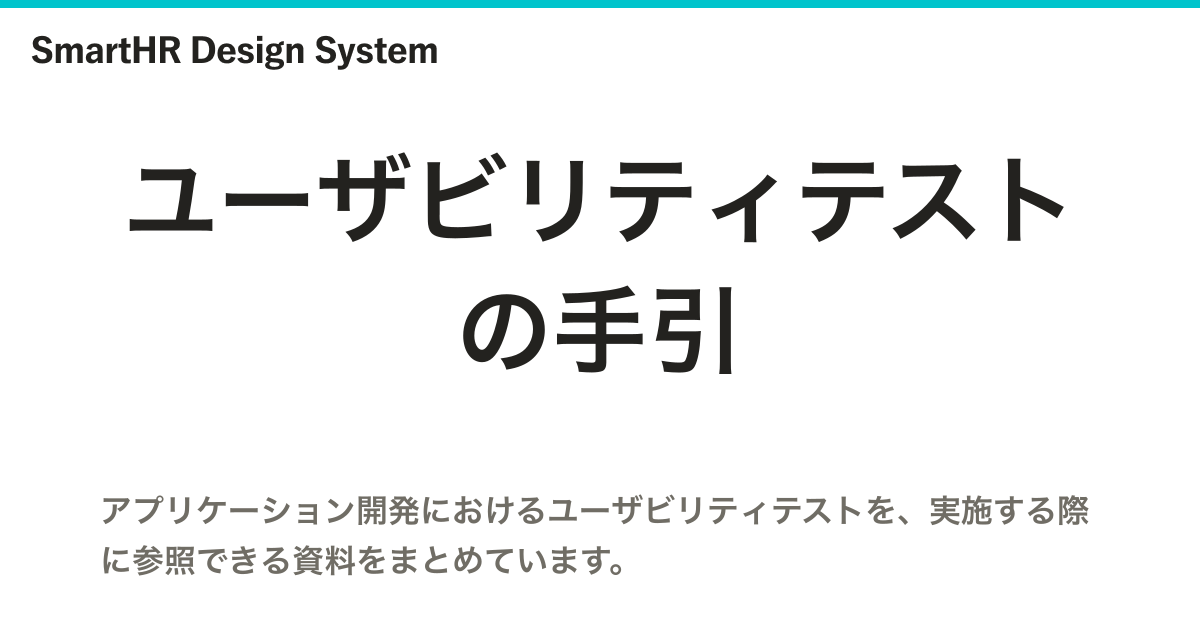 SmartHR Design System
ユーザビリティテスト
の手引
アプリケーション開発におけるユーザビリティテストを、実施する際
に参照できる資料をまとめています。